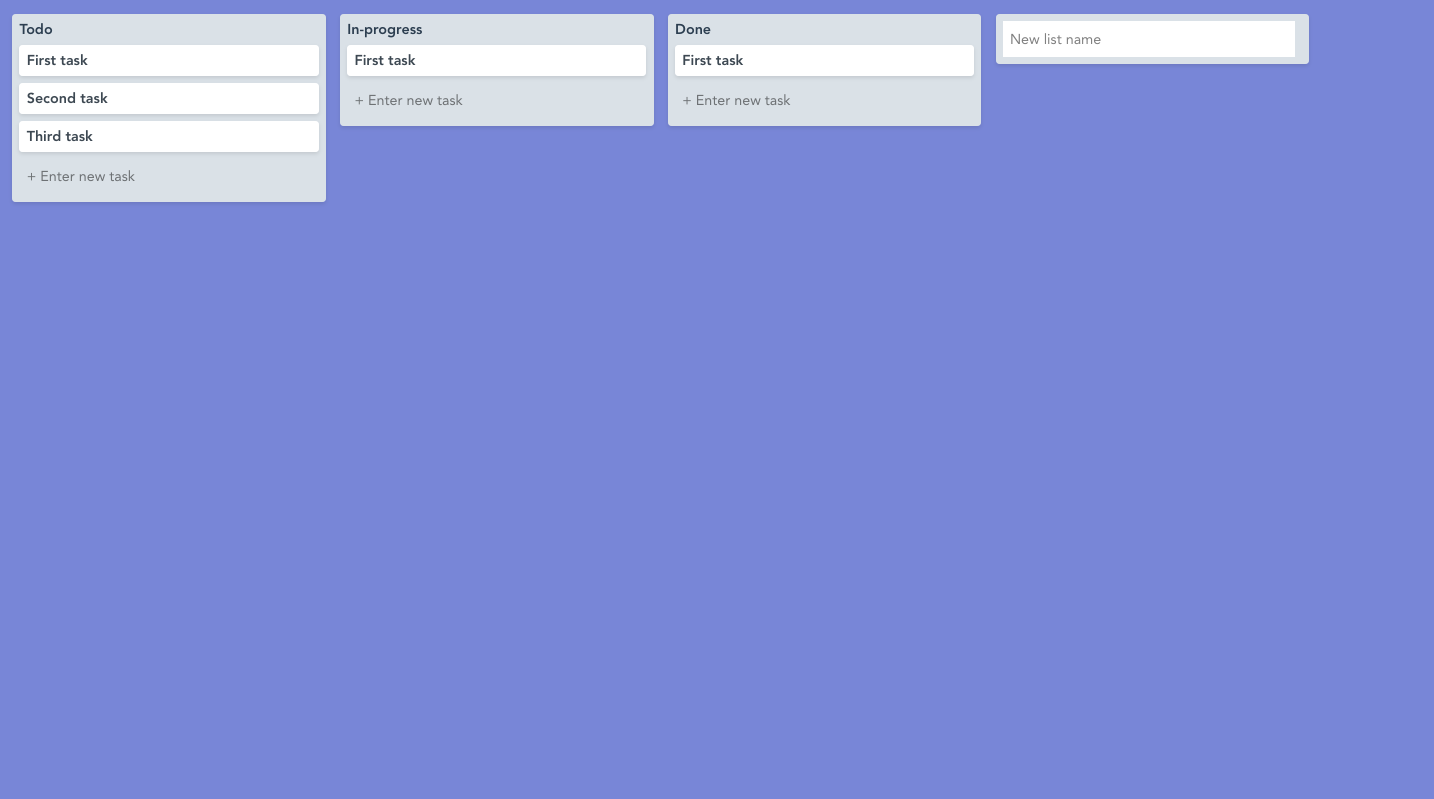 Todo
First task
Second task
Third task
+ Enter new task
In-progress
First task
+ Enter new task
Done
First task
+ Enter new task
New list name